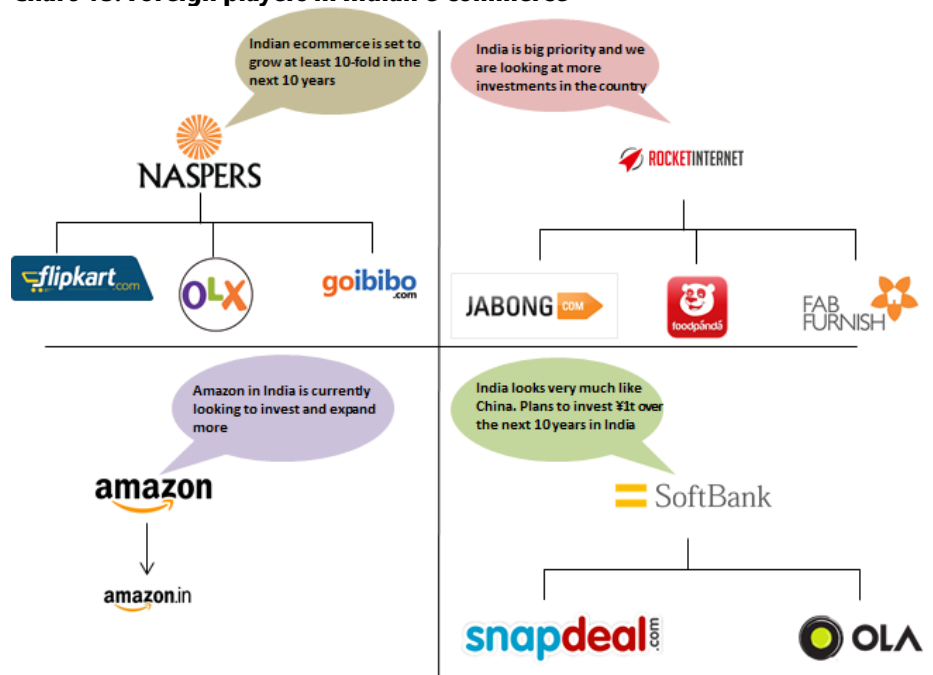 Indian ecommerce is set to
grow at least 10-fold in the
next 10 years
NASPERS
flipkart.com
OLX
goibibo
.com
India is big priority and we
are looking at more
investments in the country
ROCKETINTERNET
JABONG COM
foodpanda
FAB
FURNISH
Amazon in India is currently
looking to invest and expand
more
amazon
amazon.in
India looks very much like
China. Plans to invest ¥1t over
the next 10 years in India
SoftBank
snapdeal.com
OLA